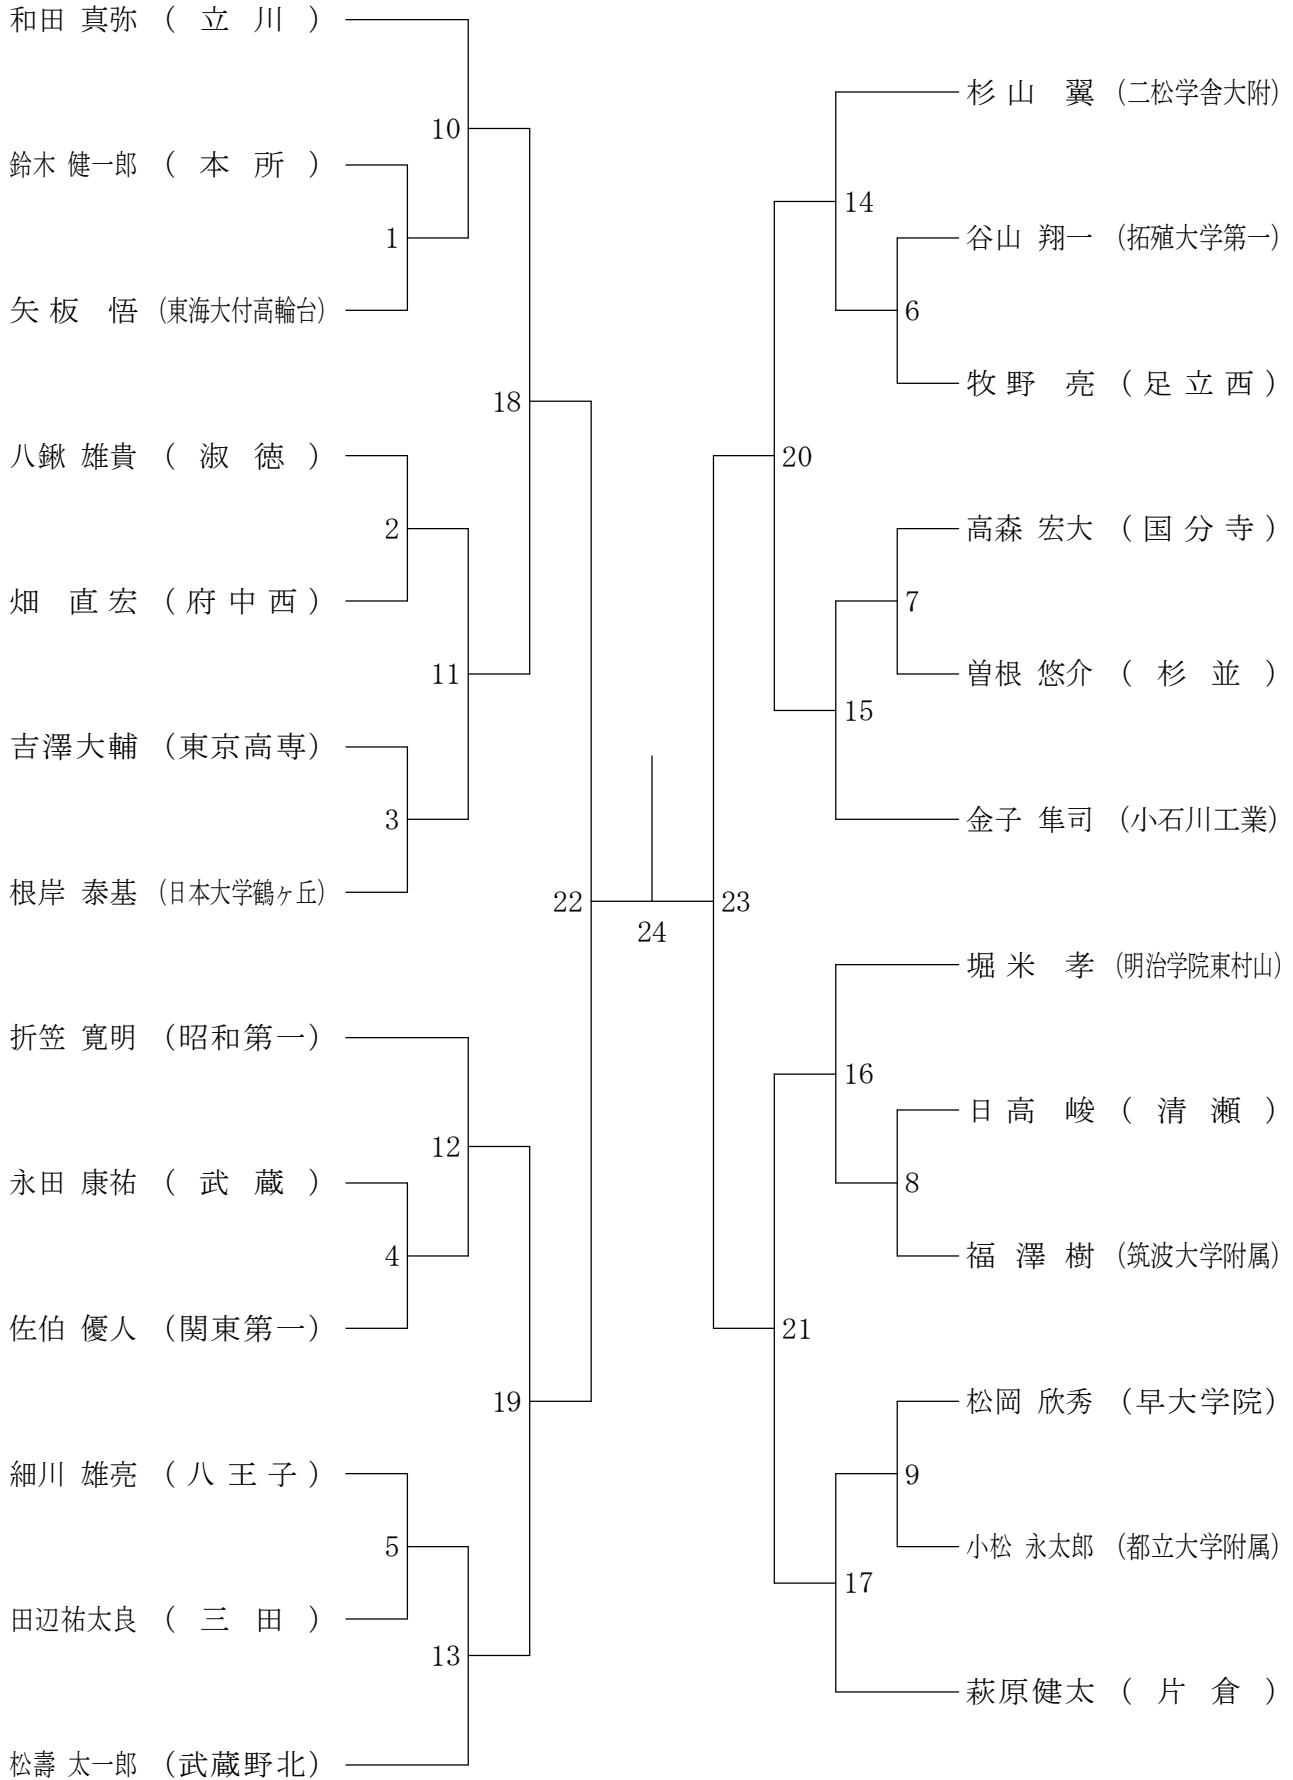 和田 真弥 （ 立 川 ）
10
鈴木 健一郎 （ 本 所 ）
1
矢板 悟 （東海大付高輪台）
18
八鍬 雄貴 （ 淑 徳 ）
2
畑 直宏 （府中西）
11
吉澤大輔 （東京高専）
3
根岸 泰基 （日本大学鶴ヶ丘）
22
折笠 寛明 （昭和第一）
12
永田 康祐 （ 武 蔵 ）
4
佐伯 優人 （関東第一）
19
細川 雄亮 （八王子）
5
田辺祐太良 （ 三 田 ）
13
松壽 太一郎 （武蔵野北）
24
杉山 翼 （二松学舎大附）
14
谷山 翔一 （拓殖大学第一）
6
牧野 亮 （足立西）
20
高森 宏大 （国分寺）
7
曽根 悠介 （ 杉 並 ）
15
金子 隼司 （小石川工業）
23
堀米 孝 （明治学院東村山）
16
日高 峻 （ 清 瀬 ）
8
福澤樹 （筑波大学附属）
21
松岡 欣秀 （早大学院）
9
小松 永太郎 （都立大学附属）
17
萩原健太 （ 片 倉 ）